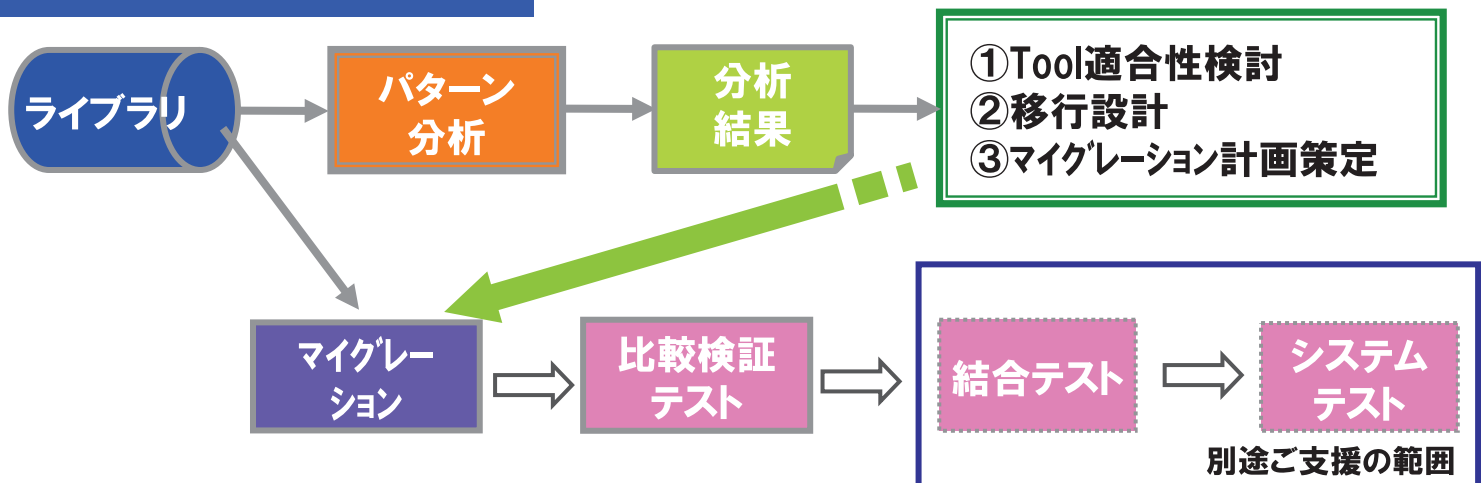 ライブラリ
パターン
分析
分析
結果
①Tool適合性検討
②移行設計
③マイグレーション計画策定
マイグレー
ション
比較検証
テスト
結合テスト
システム
テスト
別途ご支援の範囲